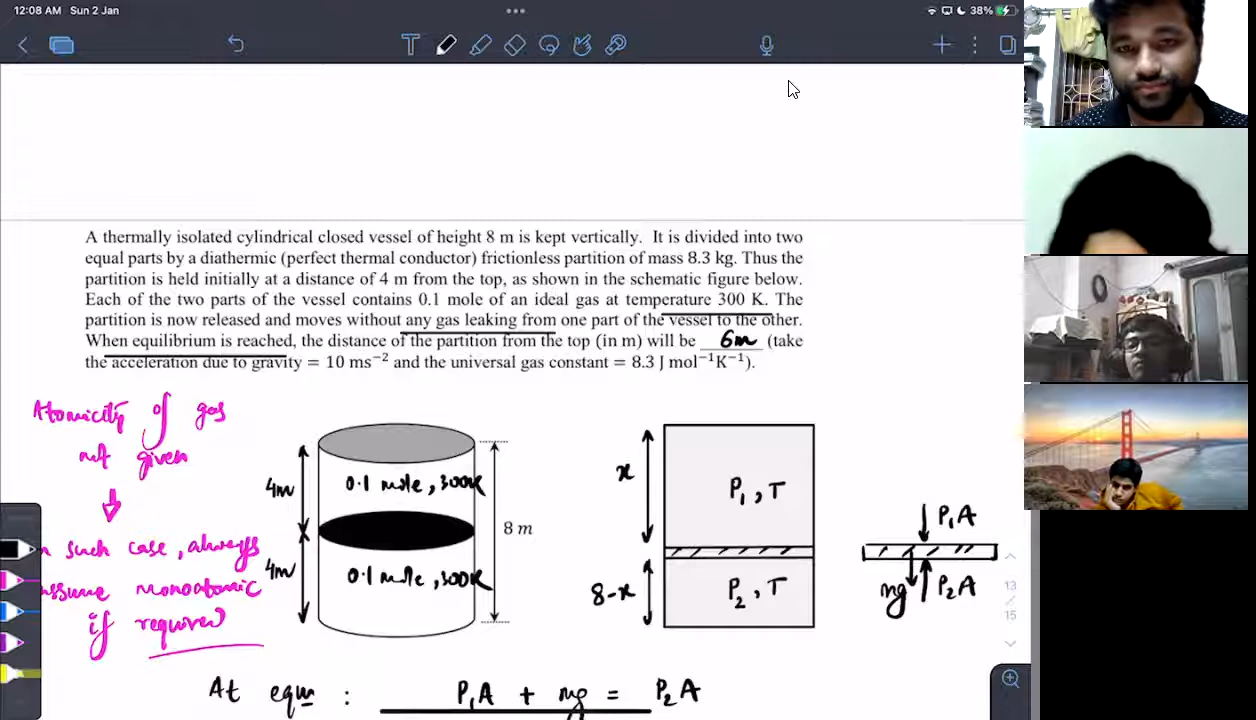 12:08 AM Sun 2 Jan
38%
A thermally isolated cylindrical closed vessel of height 8 m is kept vertically. It is divided into two
equal parts by a diathermic (perfect thermal conductor) frictionless partition of mass 8.3 kg. Thus the
partition is held initially at a distance of 4 m from the top, as shown in the schematic figure below.
Each of the two parts of the vessel contains 0.1 mole of an ideal gas at temperature 300 K. The
partition is now released and moves without any gas leaking from one part of the vessel to the other.
When equilibrium is reached, the distance of the partition from the top (in m) will be 6m (take
the acceleration due to gravity = 10 ms⁻² and the universal gas constant = 8.3 J mol⁻¹K⁻¹).
Atomicity of gas
not given
n such case, always
ssume monoatomic
if required
4m
0.1 mole, 300K
4m
0.1 mole, 300K
8 m
x
P₁, T
8-x
P₂, T
P₁A
mg
P₂A
13
/
15
At eqm : P₁A + mg = P₂A